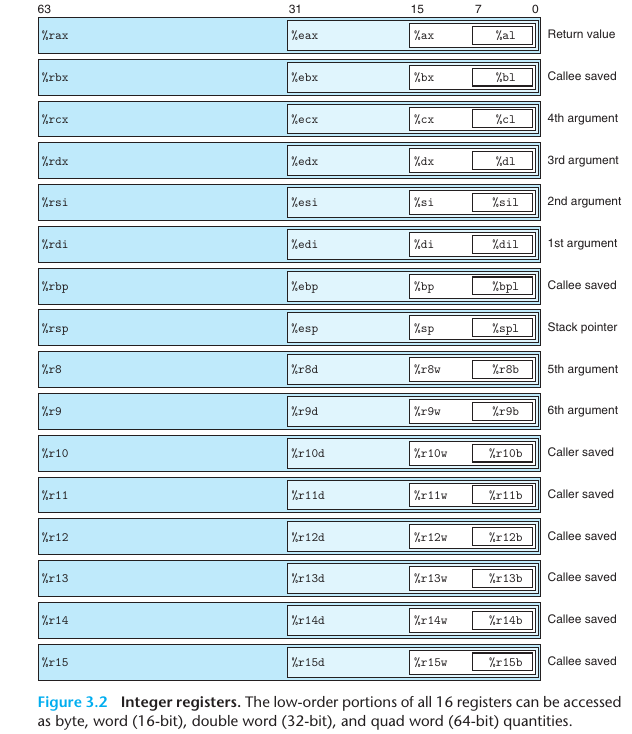 63 31 15 7 0
%rax %eax %ax %al Return value
%rbx %ebx %bx %bl Callee saved
%rcx %ecx %cx %cl 4th argument
%rdx %edx %dx %dl 3rd argument
%rsi %esi %si %sil 2nd argument
%rdi %edi %di %dil 1st argument
%rbp %ebp %bp %bpl Callee saved
%rsp %esp %sp %spl Stack pointer
%r8 %r8d %r8w %r8b 5th argument
%r9 %r9d %r9w %r9b 6th argument
%r10 %r10d %r10w %r10b Caller saved
%r11 %r11d %r11w %r11b Caller saved
%r12 %r12d %r12w %r12b Callee saved
%r13 %r13d %r13w %r13b Callee saved
%r14 %r14d %r14w %r14b Callee saved
%r15 %r15d %r15w %r15b Callee saved
Figure 3.2 Integer registers. The low-order portions of all 16 registers can be accessed
as byte, word (16-bit), double word (32-bit), and quad word (64-bit) quantities.